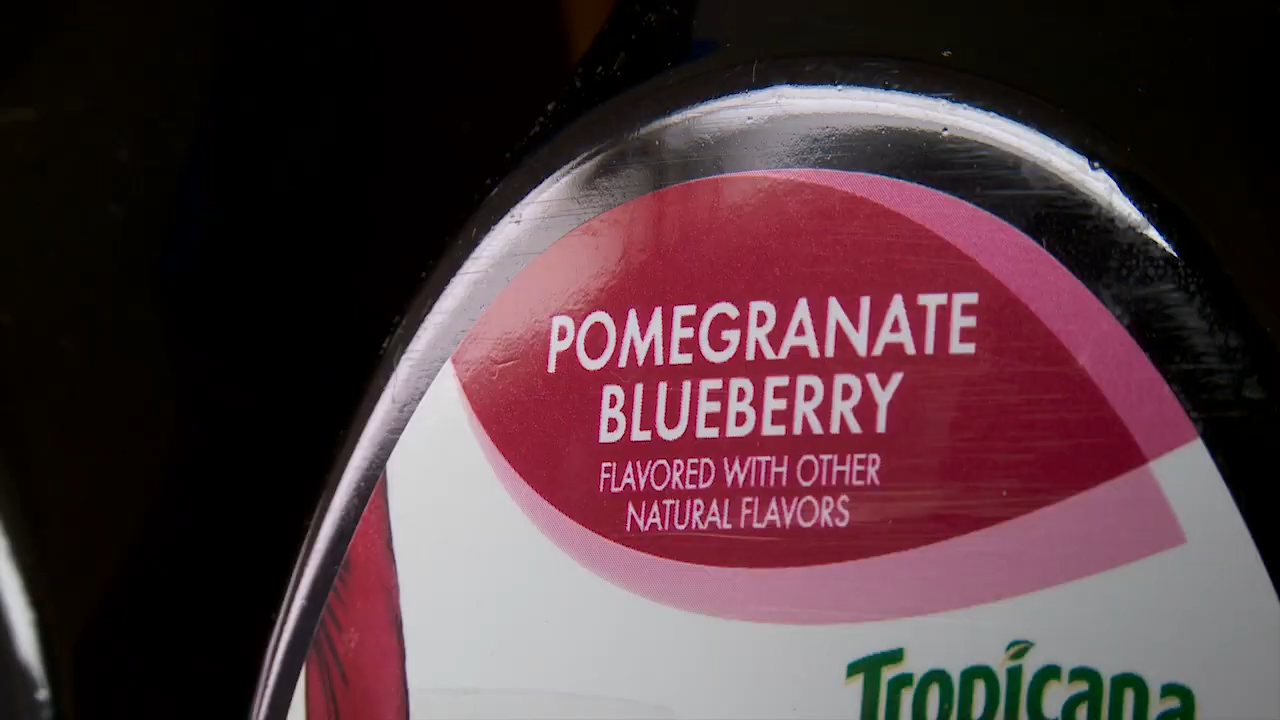 POMEGRANATE
BLUEBERRY
FLAVORED WITH OTHER
NATURAL FLAVORS
Tropicana